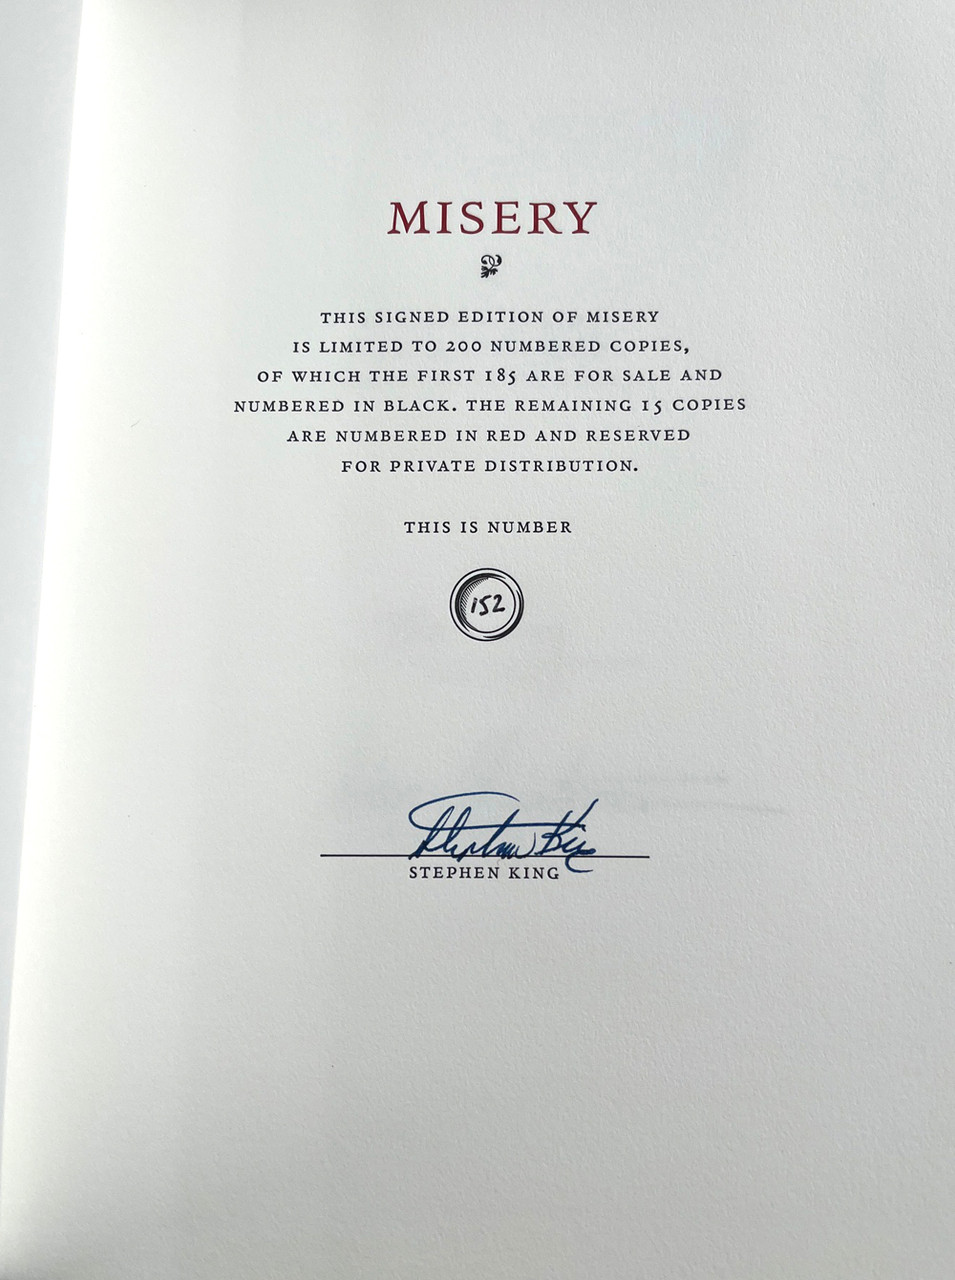 MISERY
THIS SIGNED EDITION OF MISERY
IS LIMITED TO 200 NUMBERED COPIES,
OF WHICH THE FIRST 185 ARE FOR SALE AND
NUMBERED IN BLACK. THE REMAINING 15 COPIES
ARE NUMBERED IN RED AND RESERVED
FOR PRIVATE DISTRIBUTION.
THIS IS NUMBER
152
Stephen King
STEPHEN KING